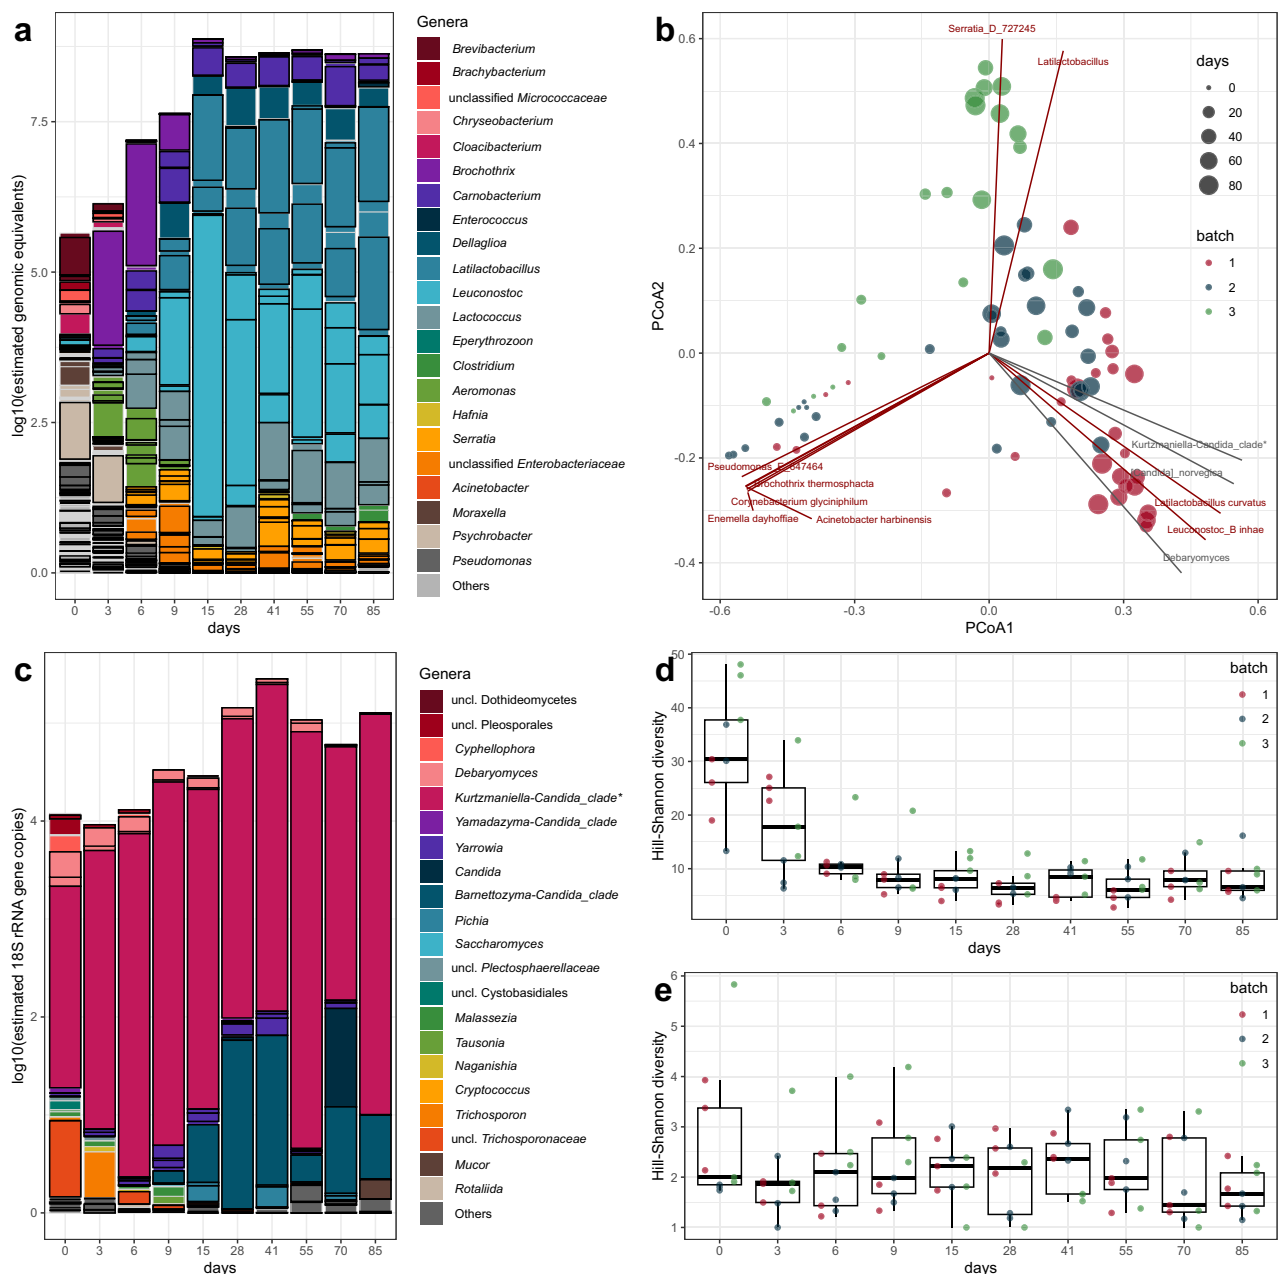 a
log10(estimated genomic equivalents)
7.5
5.0
2.5
0.0
0 3 6 9 15 28 41 55 70 85
days
Genera
Brevibacterium
Brachybacterium
unclassified Micrococcaceae
Chryseobacterium
Cloacibacterium
Brochothrix
Carnobacterium
Enterococcus
Dellaglioa
Latilactobacillus
Leuconostoc
Lactococcus
Eperythrozoon
Clostridium
Aeromonas
Hafnia
Serratia
unclassified Enterobacteriaceae
Acinetobacter
Moraxella
Psychrobacter
Pseudomonas
Others
b
PCoA2
0.6
0.4
0.2
0.0
-0.2
-0.4
-0.6 -0.3 0.0 0.3 0.6
PCoA1
Serratia_D_727245
Latilactobacillus
Pseudomonas_E_647464
Brochothrix thermosphacta
Corynebacterium glyciniphilum
Enemella dayhoffiae
Acinetobacter harbinensis
Kurtzmaniella-Candida_clade*
[Candida]_norvegica
Latilactobacillus curvatus
Leuconostoc_B inhae
Debaryomyces
days
0
20
40
60
80
batch
1
2
3
c
log10(estimated 18S rRNA gene copies)
4
2
0
0 3 6 9 15 28 41 55 70 85
days
Genera
uncl. Dothideomycetes
uncl. Pleosporales
Cyphellophora
Debaryomyces
Kurtzmaniella-Candida_clade*
Yamadazyma-Candida_clade
Yarrowia
Candida
Barnettozyma-Candida_clade
Pichia
Saccharomyces
uncl. Plectosphaerellaceae
uncl. Cystobasidiales
Malassezia
Tausonia
Naganishia
Cryptococcus
Trichosporon
uncl. Trichosporonaceae
Mucor
Rotaliida
Others
d
Hill-Shannon diversity
50
40
30
20
10
0 3 6 9 15 28 41 55 70 85
days
batch
1
2
3
e
Hill-Shannon diversity
6
5
4
3
2
1
0 3 6 9 15 28 41 55 70 85
days
batch
1
2
3